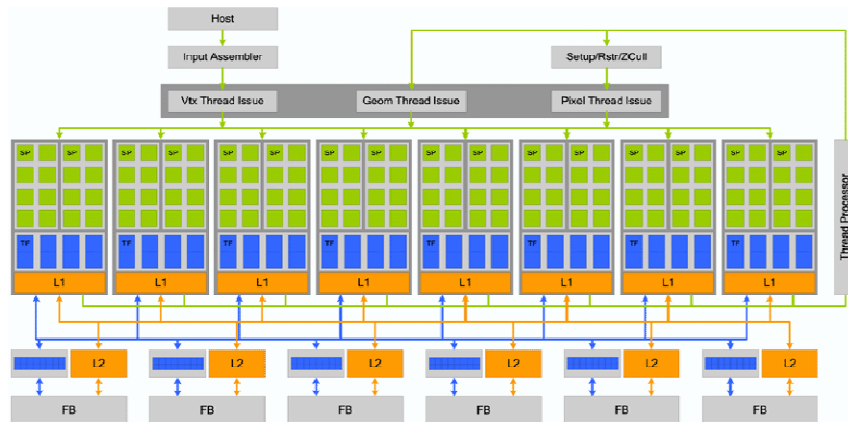 Host
Input Assembler
Setup/Rstr/ZCull
Vtx Thread Issue
Geom Thread Issue
Pixel Thread Issue
SP SP SP SP SP SP SP SP SP SP SP SP SP SP SP SP
Thread Processor
TF TF TF TF TF TF TF TF
L1 L1 L1 L1 L1 L1 L1 L1
L2 L2 L2 L2 L2 L2
FB FB FB FB FB FB